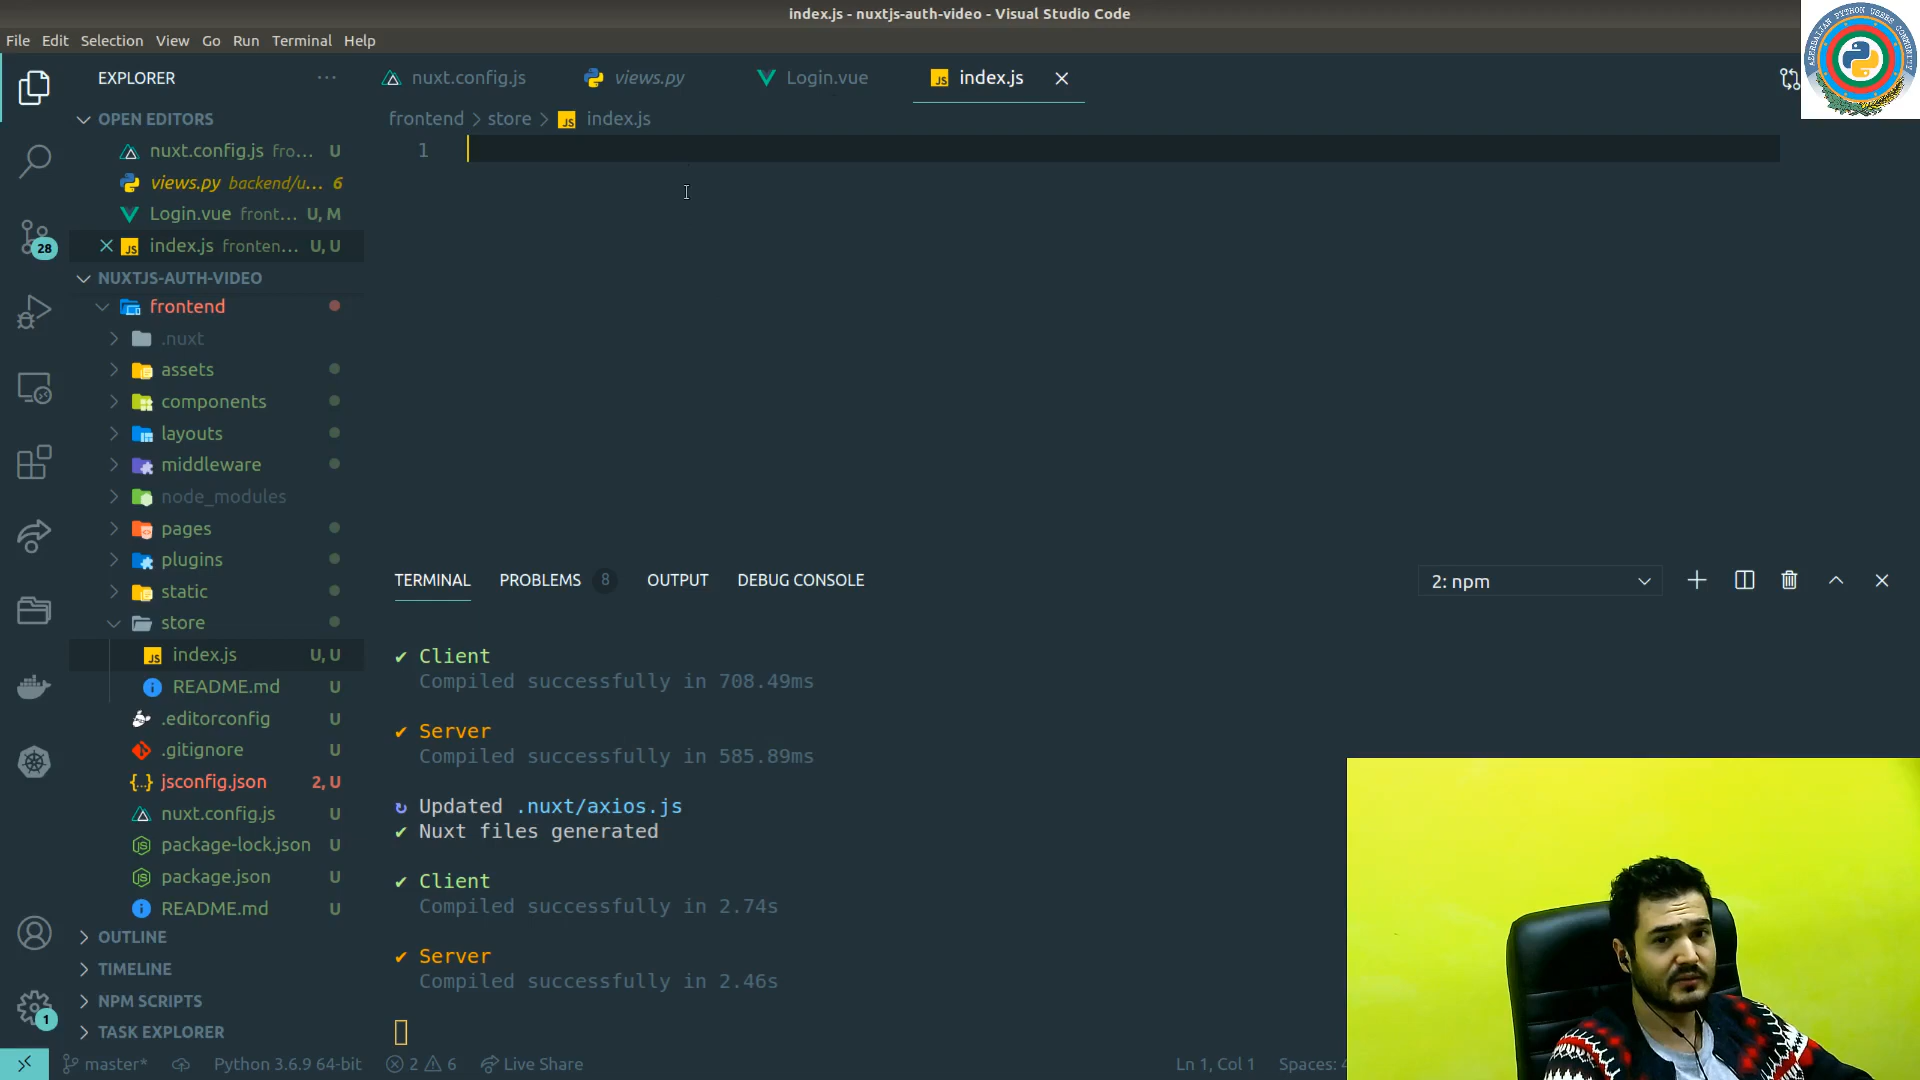 index.js - nuxtjs-auth-video - Visual Studio Code
File Edit Selection View Go Run Terminal Help
AZERBAIJAN PYTHON USERS COMMUNITY
EXPLORER
nuxt.config.js views.py Login.vue index.js
OPEN EDITORS
frontend > store > index.js
nuxt.config.js fro... U
1
views.py backend/u... 6
Login.vue front... U, M
index.js fronten... U, U
28
NUXTJS-AUTH-VIDEO
frontend
.nuxt
assets
components
layouts
middleware
node_modules
pages
plugins
static
store
index.js U, U
README.md U
.editorconfig U
.gitignore U
jsconfig.json 2, U
nuxt.config.js U
package-lock.json U
package.json U
README.md U
OUTLINE
TIMELINE
NPM SCRIPTS
1
TASK EXPLORER
TERMINAL PROBLEMS 8 OUTPUT DEBUG CONSOLE 2: npm
✔ Client
Compiled successfully in 708.49ms
✔ Server
Compiled successfully in 585.89ms
↻ Updated .nuxt/axios.js
✔ Nuxt files generated
✔ Client
Compiled successfully in 2.74s
✔ Server
Compiled successfully in 2.46s
master* Python 3.6.9 64-bit 2 6 Live Share Ln 1, Col 1 Spaces: